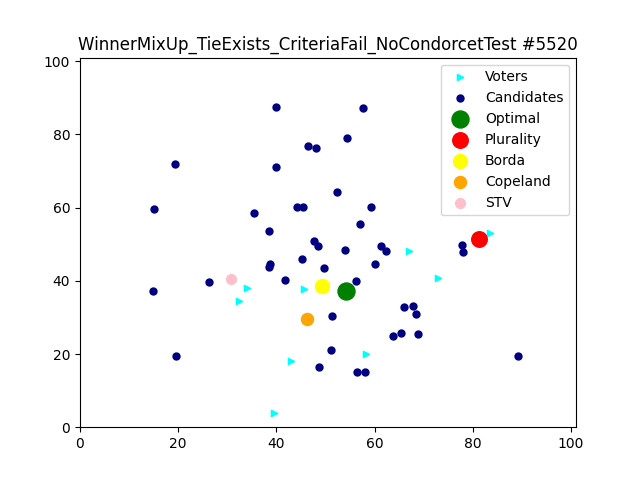 WinnerMixUp_TieExists_CriteriaFail_NoCondorcetTest #5520
Voters
Candidates
Optimal
Plurality
Borda
Copeland
STV
100
80
60
40
20
0
0 20 40 60 80 100